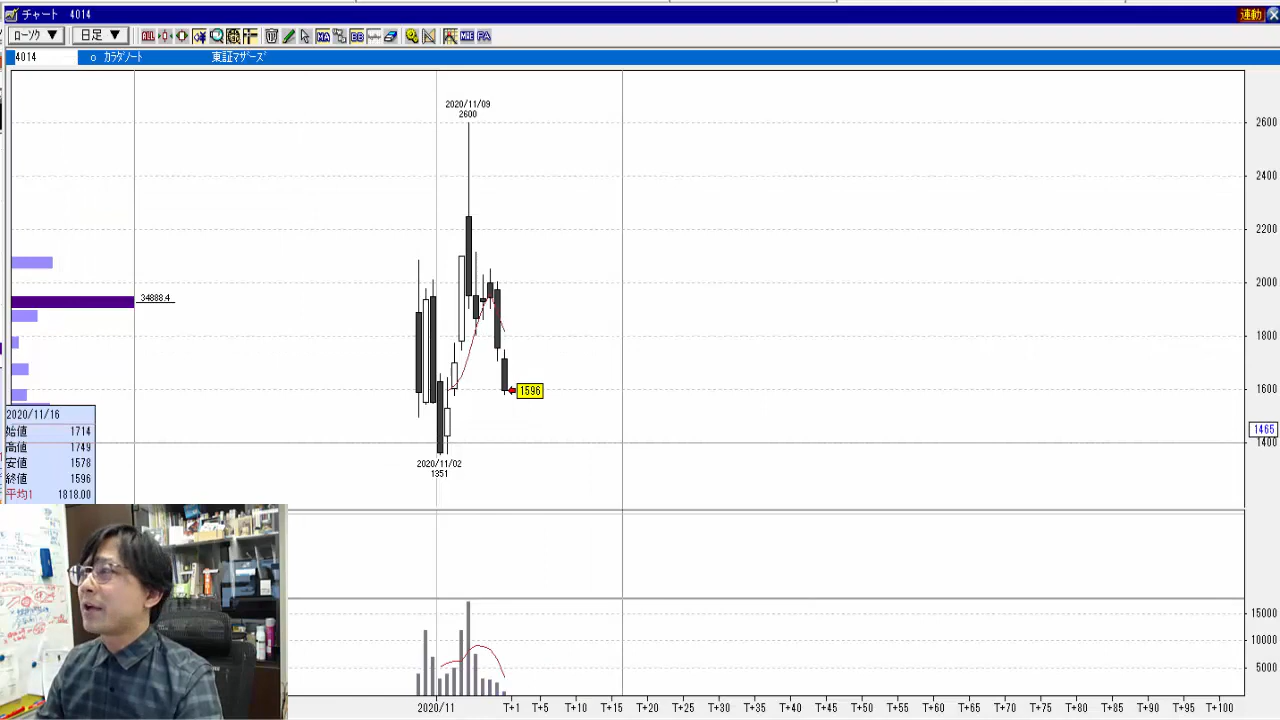 チャート 4014
連動
ローソク ▼ 日足 ▼
MA
BB
4014 o カラダノート 東証マザーズ
2020/11/09
2600
2600
2400
2200
2000
1800
1600
1400
1465
34888.4
1596
2020/11/02
1351
2020/11/16
始値 1714
高値 1749
安値 1578
終値 1596
平均1 1818.00
15000
10000
5000
2020/11 T+1 T+5 T+10 T+15 T+20 T+25 T+30 T+35 T+40 T+45 T+50 T+55 T+60 T+65 T+70 T+75 T+80 T+85 T+90 T+95 T+100